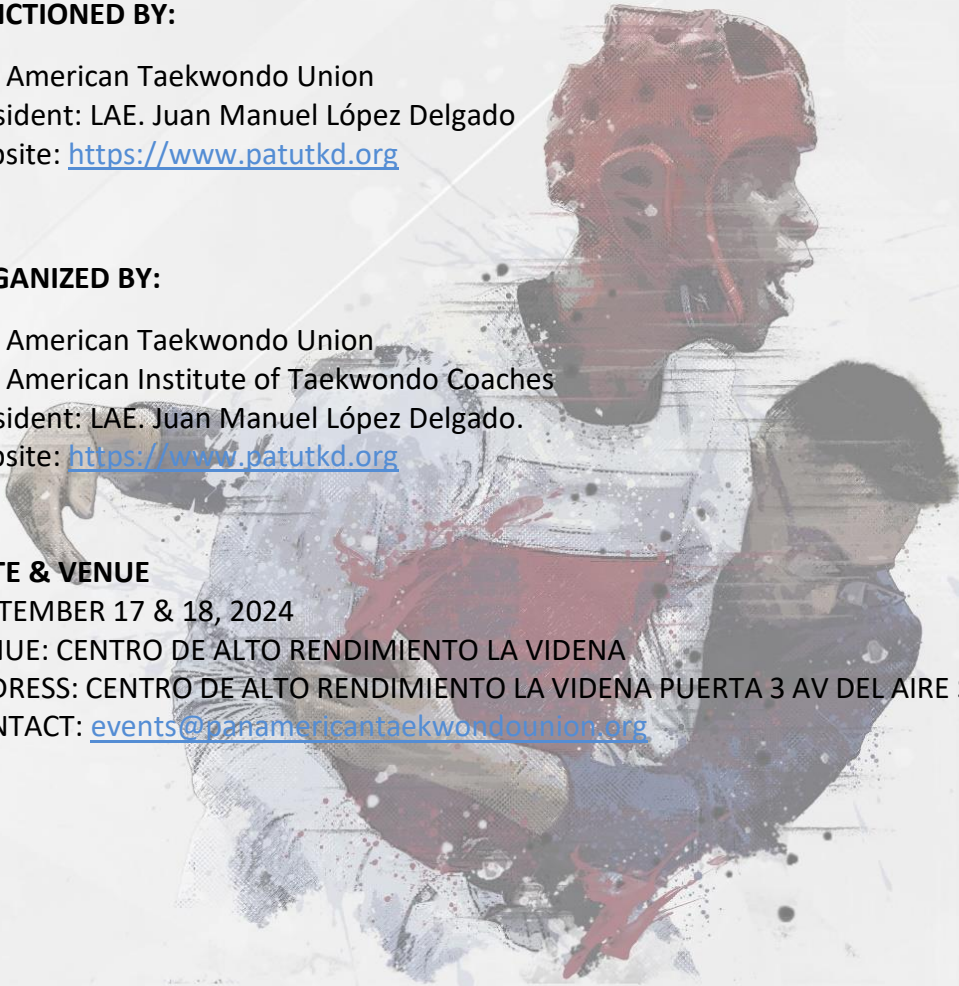 NCTIONED BY:
American Taekwondo Union
sident: LAE. Juan Manuel López Delgado
bsite: https://www.patutkd.org
GANIZED BY:
American Taekwondo Union
American Institute of Taekwondo Coaches
sident: LAE. Juan Manuel López Delgado.
bsite: https://www.patutkd.org
TE & VENUE
TEMBER 17 & 18, 2024
NUE: CENTRO DE ALTO RENDIMIENTO LA VIDENA
DRESS: CENTRO DE ALTO RENDIMIENTO LA VIDENA PUERTA 3 AV DEL AIRE
NTACT: events@panamericantaekwondounion.org